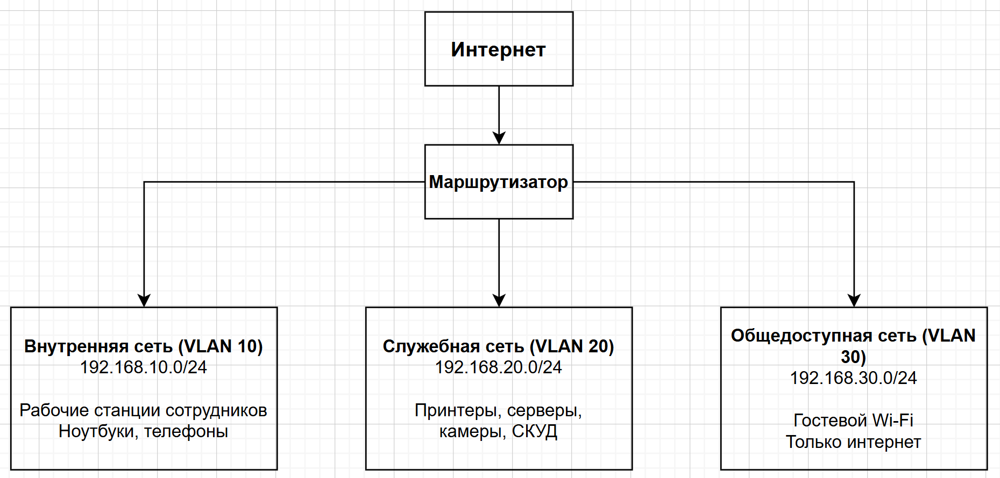 Интернет
Маршрутизатор
Внутренняя сеть (VLAN 10)
192.168.10.0/24
Рабочие станции сотрудников
Ноутбуки, телефоны
Служебная сеть (VLAN 20)
192.168.20.0/24
Принтеры, серверы,
камеры, СКУД
Общедоступная сеть (VLAN
30)
192.168.30.0/24
Гостевой Wi-Fi
Только интернет